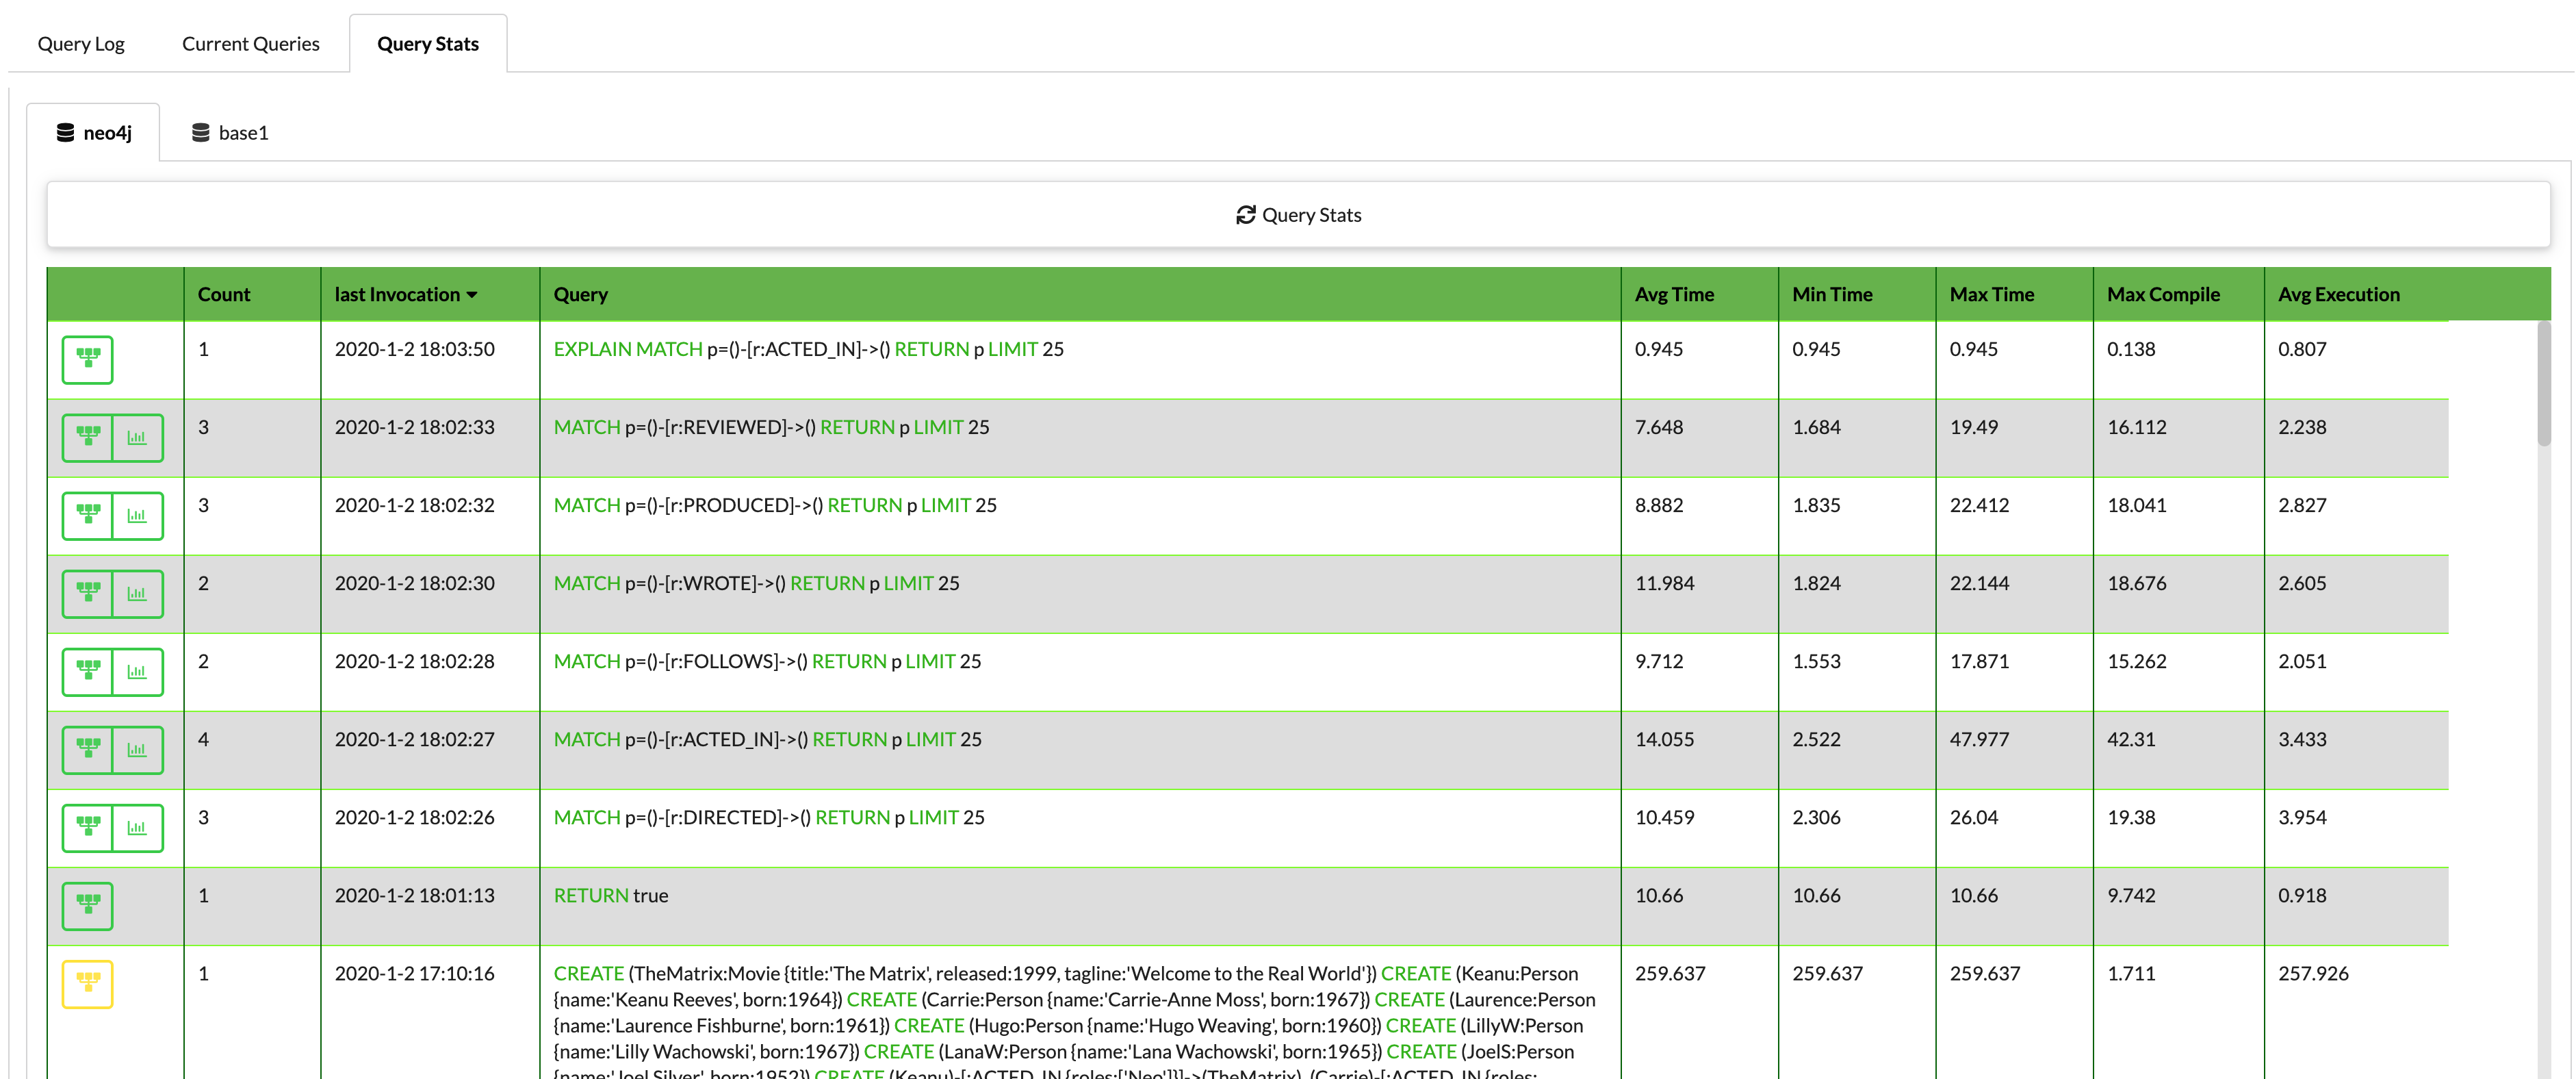 Query Log Current Queries Query Stats
neo4j base1
Query Stats
Count last Invocation Query Avg Time Min Time Max Time Max Compile Avg Execution
1 2020-1-2 18:03:50 EXPLAIN MATCH p=()-[r:ACTED_IN]->() RETURN p LIMIT 25 0.945 0.945 0.945 0.138 0.807
3 2020-1-2 18:02:33 MATCH p=()-[r:REVIEWED]->() RETURN p LIMIT 25 7.648 1.684 19.49 16.112 2.238
3 2020-1-2 18:02:32 MATCH p=()-[r:PRODUCED]->() RETURN p LIMIT 25 8.882 1.835 22.412 18.041 2.827
2 2020-1-2 18:02:30 MATCH p=()-[r:WROTE]->() RETURN p LIMIT 25 11.984 1.824 22.144 18.676 2.605
2 2020-1-2 18:02:28 MATCH p=()-[r:FOLLOWS]->() RETURN p LIMIT 25 9.712 1.553 17.871 15.262 2.051
4 2020-1-2 18:02:27 MATCH p=()-[r:ACTED_IN]->() RETURN p LIMIT 25 14.055 2.522 47.977 42.31 3.433
3 2020-1-2 18:02:26 MATCH p=()-[r:DIRECTED]->() RETURN p LIMIT 25 10.459 2.306 26.04 19.38 3.954
1 2020-1-2 18:01:13 RETURN true 10.66 10.66 10.66 9.742 0.918
1 2020-1-2 17:10:16 CREATE (TheMatrix:Movie {title:'The Matrix', released:1999, tagline:'Welcome to the Real World'}) CREATE (Keanu:Person 259.637 259.637 259.637 1.711 257.926
{name:'Keanu Reeves', born:1964}) CREATE (Carrie:Person {name:'Carrie-Anne Moss', born:1967}) CREATE (Laurence:Person
{name:'Laurence Fishburne', born:1961}) CREATE (Hugo:Person {name:'Hugo Weaving', born:1960}) CREATE (LillyW:Person
{name:'Lilly Wachowski', born:1967}) CREATE (LanaW:Person {name:'Lana Wachowski', born:1965}) CREATE (JoelS:Person
{name:'Joel Silver', born:1952}) CREATE (Keanu)-[:ACTED_IN {roles:['Neo']}]->(TheMatrix), (Carrie)-[:ACTED_IN {roles: